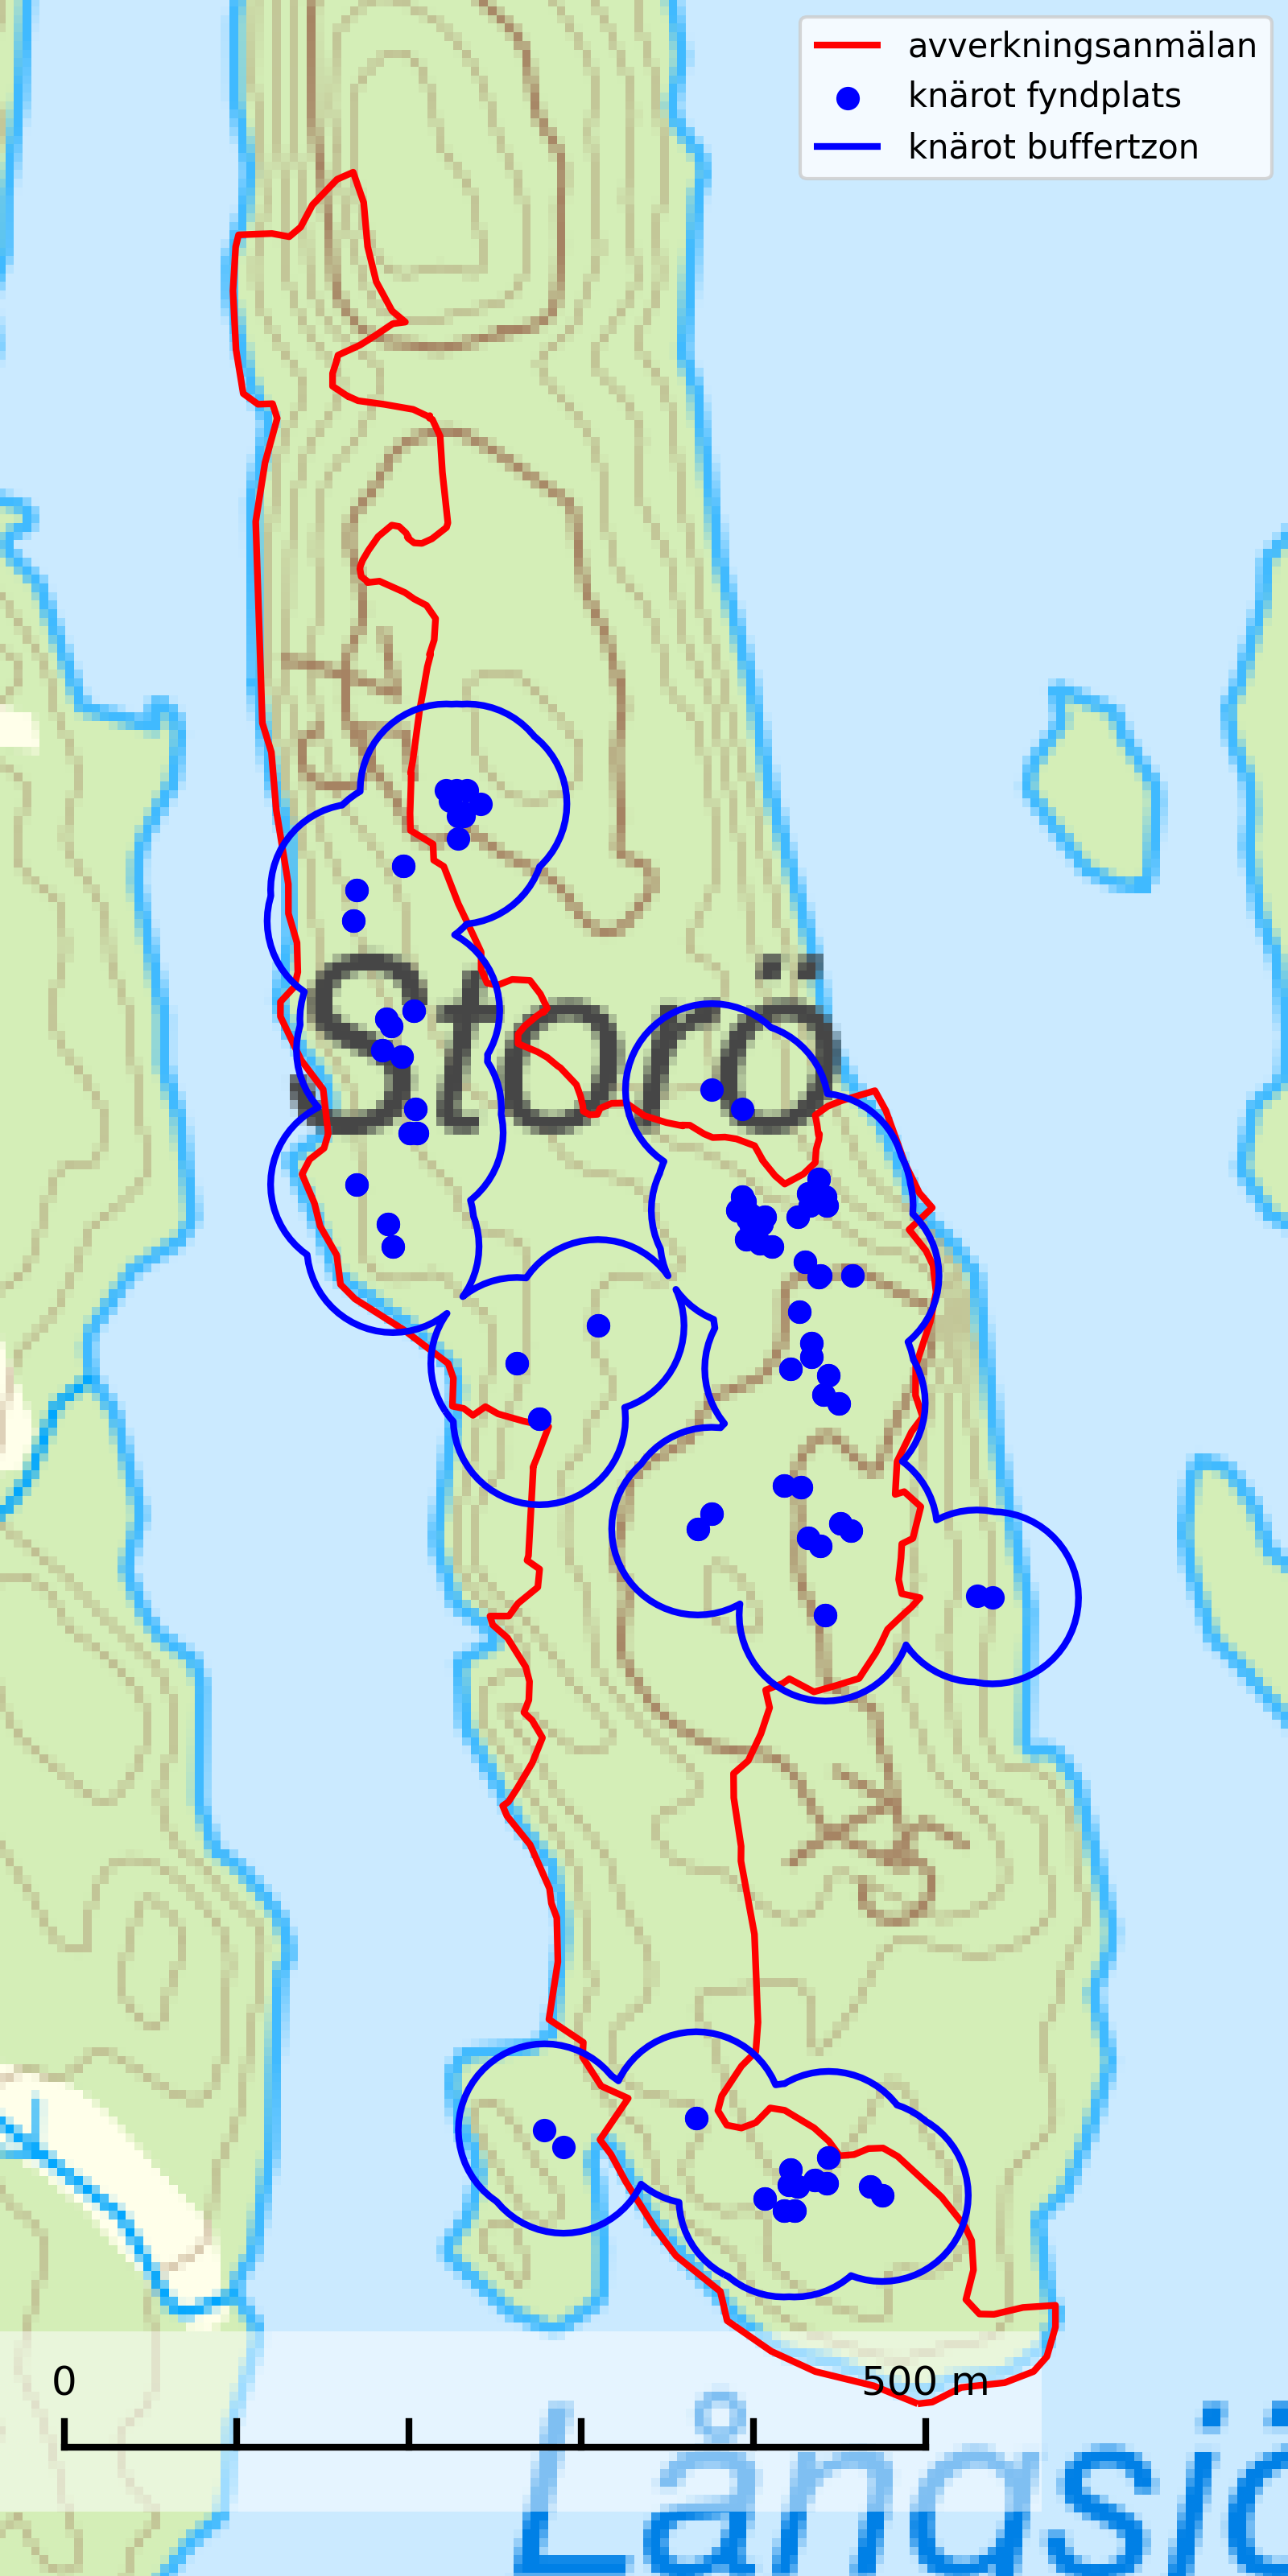 avverkningsanmälan
knärot fyndplats
knärot buffertzon
Storö
0 500 m